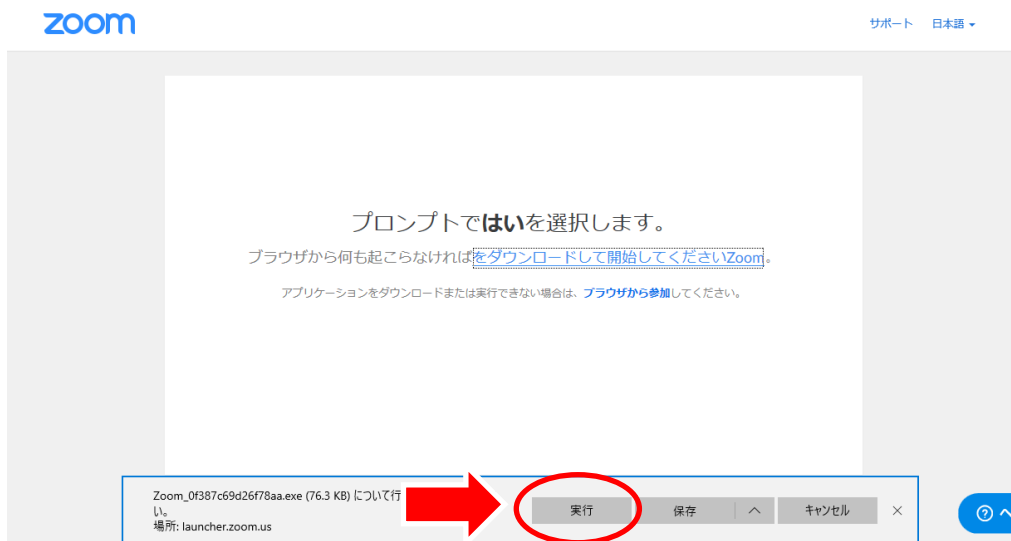 zoom
サポート 日本語
プロンプトではいを選択します。
ブラウザから何も起こらなければをダウンロードして開始してくださいZoom。
アプリケーションをダウンロードまたは実行できない場合は、ブラウザから参加してください。
Zoom_0f387c69d26f78aa.exe (76.3 KB) について行
い。
場所: launcher.zoom.us
実行 保存 キャンセル ×
?